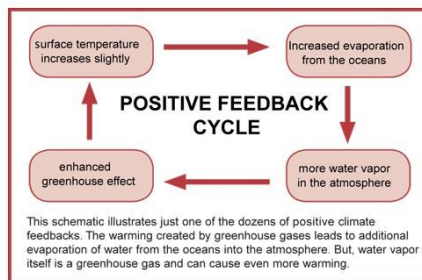 surface temperature
increases slightly
Increased evaporation
from the oceans
POSITIVE FEEDBACK
CYCLE
enhanced
greenhouse effect
more water vapor
in the atmosphere
This schematic illustrates just one of the dozens of positive climate
feedbacks. The warming created by greenhouse gases leads to additional
evaporation of water from the oceans into the atmosphere. But, water vapor
itself is a greenhouse gas and can cause even more warming.